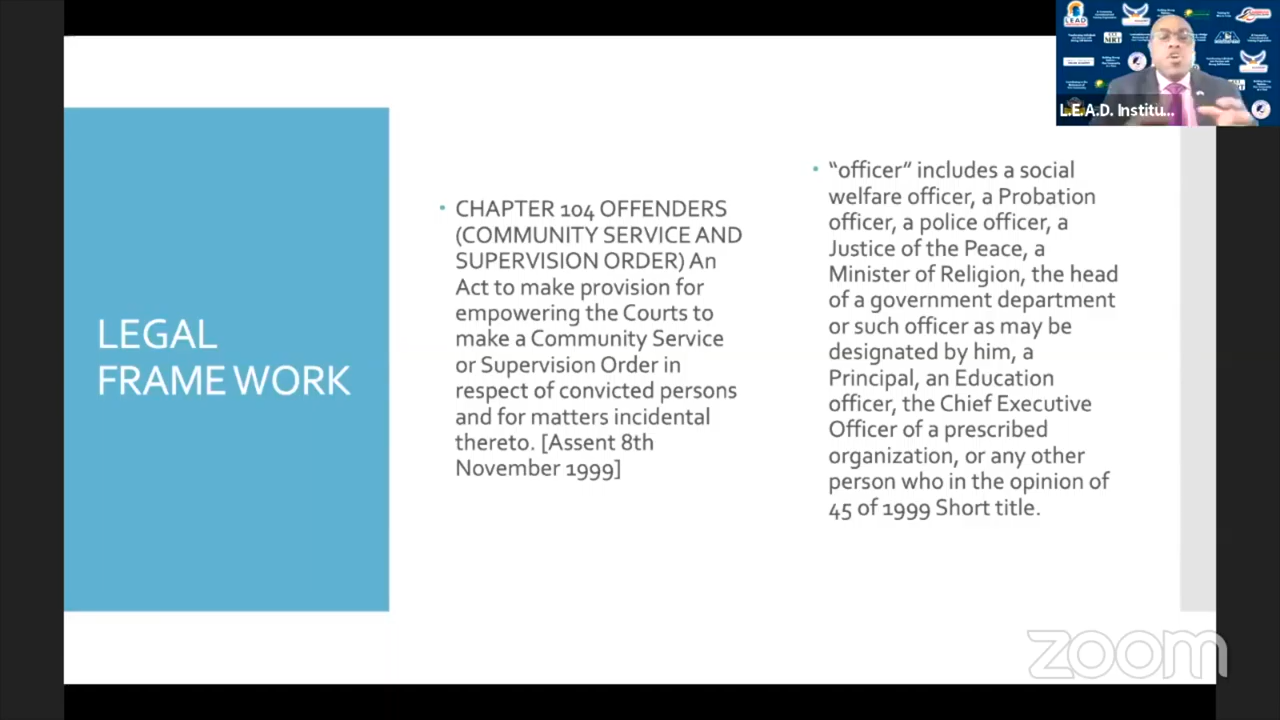 LEGAL
FRAME WORK
• CHAPTER 104 OFFENDERS
(COMMUNITY SERVICE AND
SUPERVISION ORDER) An
Act to make provision for
empowering the Courts to
make a Community Service
or Supervision Order in
respect of convicted persons
and for matters incidental
thereto. [Assent 8th
November 1999]
• “officer” includes a social
welfare officer, a Probation
officer, a police officer, a
Justice of the Peace, a
Minister of Religion, the head
of a government department
or such officer as may be
designated by him, a
Principal, an Education
officer, the Chief Executive
Officer of a prescribed
organization, or any other
person who in the opinion of
45 of 1999 Short title.
LEAD
L.E.A.D. Institu...
zoom